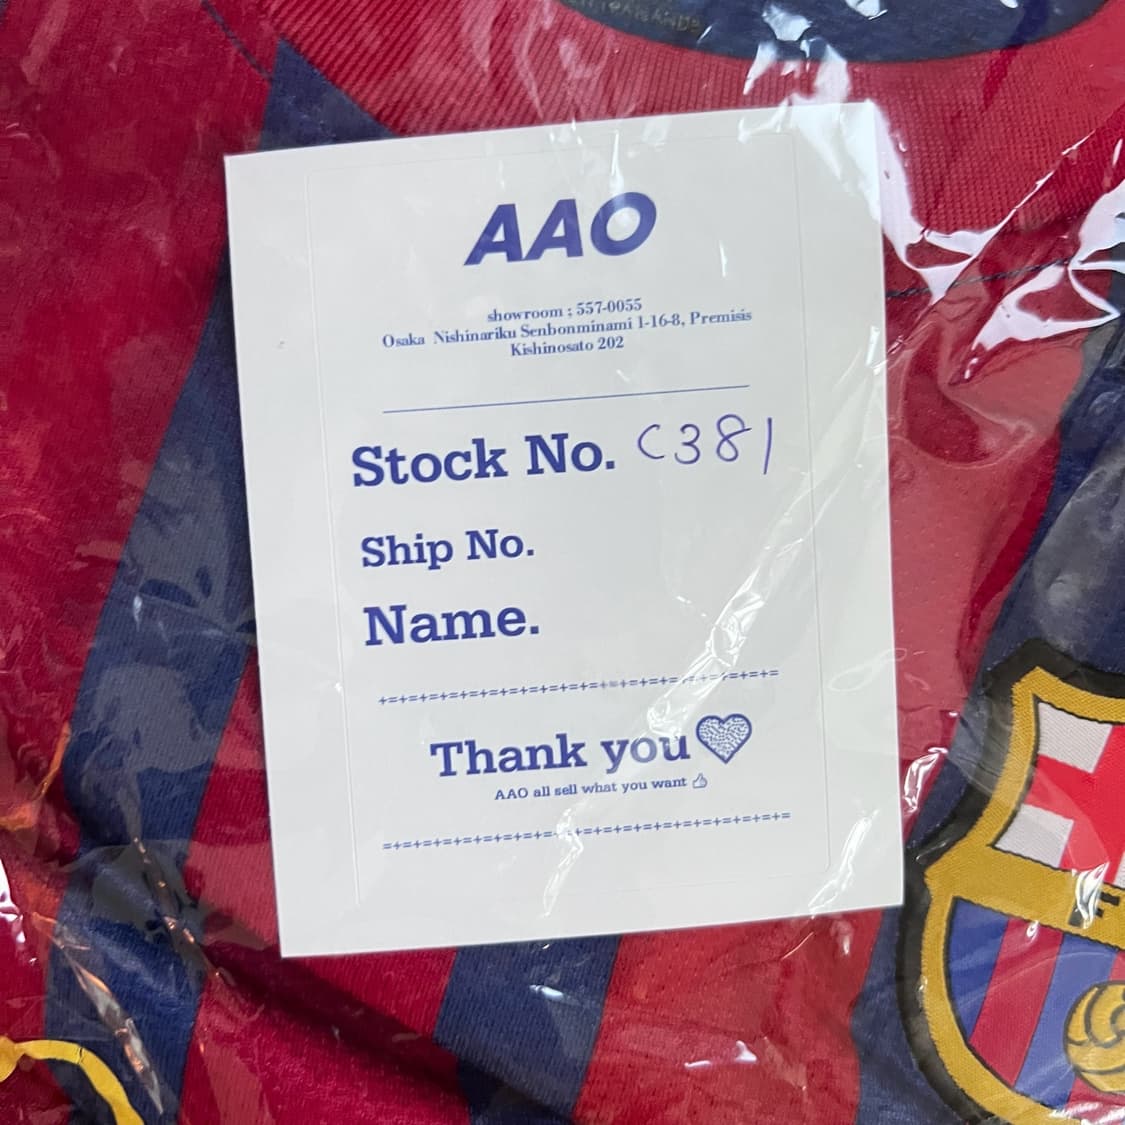 AAO
showroom ; 557-0055
Osaka Nishinariku Senbonminami 1-16-8, Premisis
Kishinosato 202
Stock No. C381
Ship No.
Name.
+=+=+=+=+=+=+=+=+=+=+=+=+=+=+=+=+=+=+=+=
Thank you
AAO all sell what you want
=+=+=+=+=+=+=+=+=+=+=+=+=+=+=+=+=+=+=+=+=